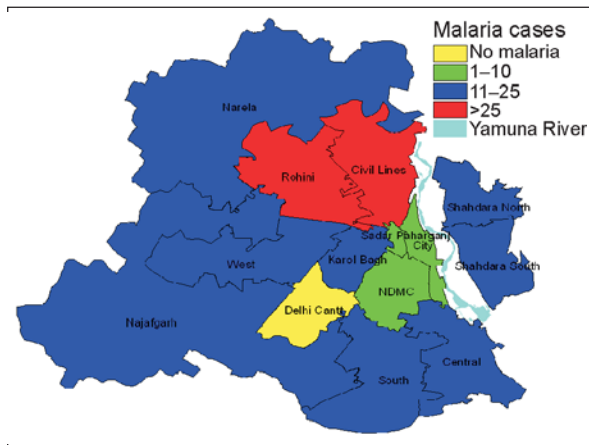 Malaria cases
No malaria
1–10
11–25
>25
Yamuna River
Narela
Civil Lines
Rohini
Shahdara North
Sadar Paharganj
City
Karol Bagh
West
Shahdara South
NDMC
Delhi Cantt
Najafgarh
Central
South